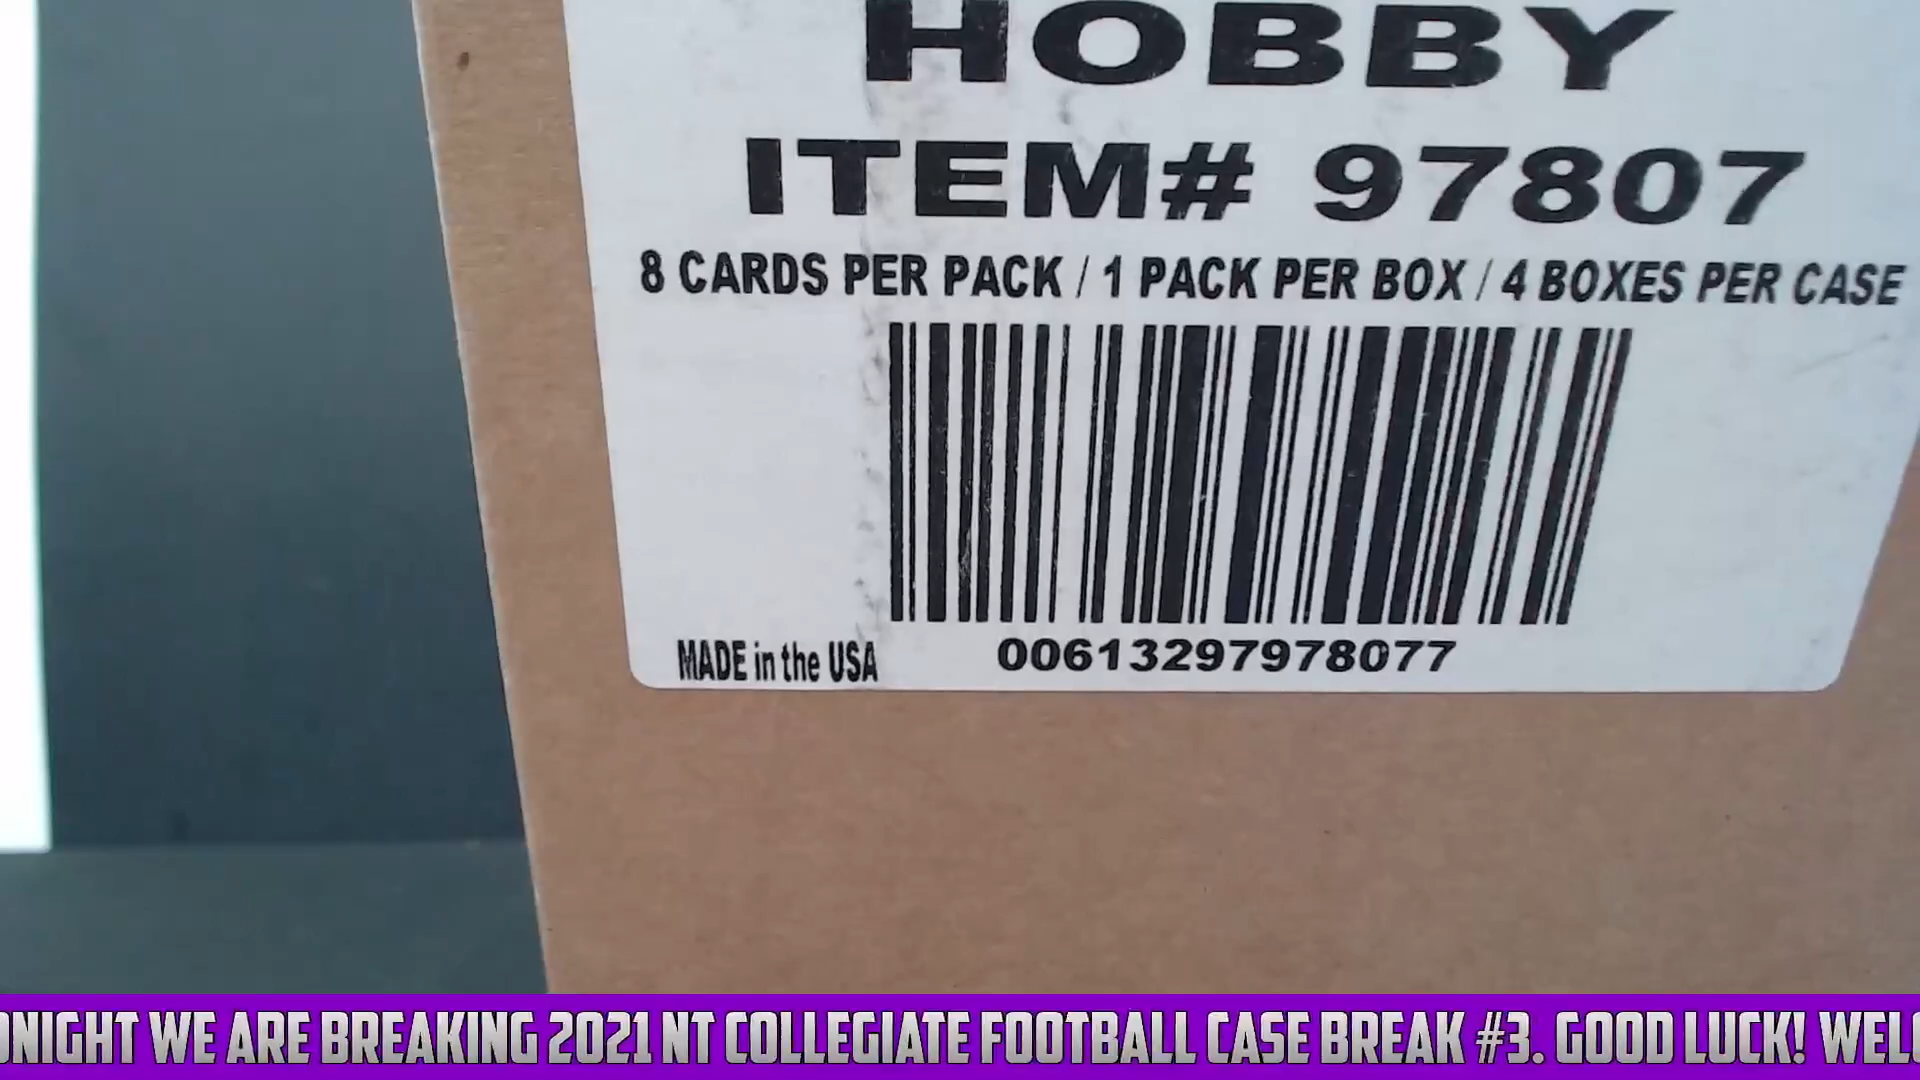 HOBBY
ITEM# 97807
8 CARDS PER PACK / 1 PACK PER BOX / 4 BOXES PER CASE
MADE in the USA
00613297978077
ONIGHT WE ARE BREAKING 2021 NT COLLEGIATE FOOTBALL CASE BREAK #3. GOOD LUCK! WELC